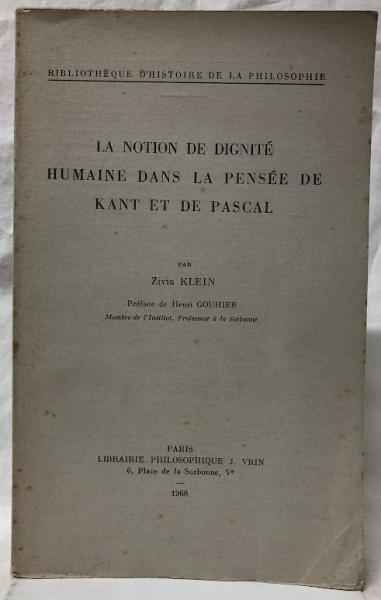 BIBLIOTHÈQUE D'HISTOIRE DE LA PHILOSOPHIE
LA NOTION DE DIGNITÉ
HUMAINE DANS LA PENSÉE DE
KANT ET DE PASCAL
PAR
Zivia KLEIN
Préface de Henri GOUHIER
Membre de l'Institut, Professeur à la Sorbonne
PARIS
LIBRAIRIE PHILOSOPHIQUE J. VRIN
6, Place de la Sorbonne, Vᵉ
—
1968